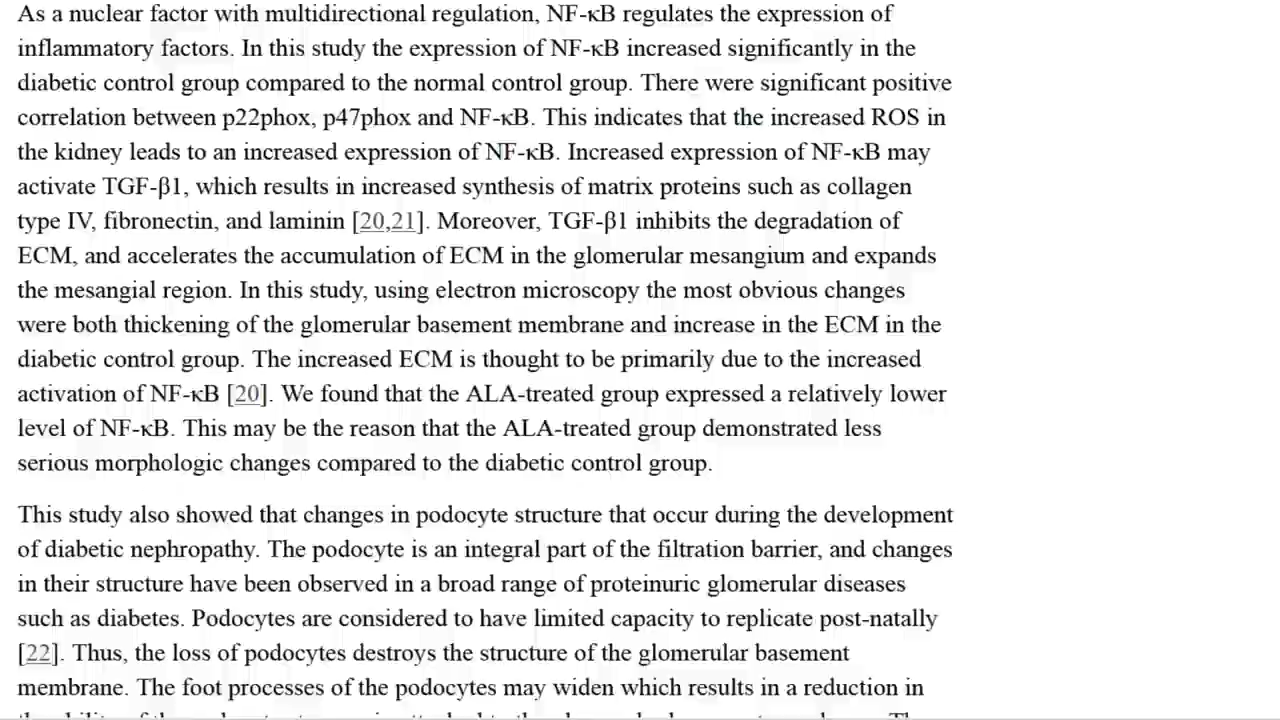 As a nuclear factor with multidirectional regulation, NF-κB regulates the expression of
inflammatory factors. In this study the expression of NF-κB increased significantly in the
diabetic control group compared to the normal control group. There were significant positive
correlation between p22phox, p47phox and NF-κB. This indicates that the increased ROS in
the kidney leads to an increased expression of NF-κB. Increased expression of NF-κB may
activate TGF-β1, which results in increased synthesis of matrix proteins such as collagen
type IV, fibronectin, and laminin [20,21]. Moreover, TGF-β1 inhibits the degradation of
ECM, and accelerates the accumulation of ECM in the glomerular mesangium and expands
the mesangial region. In this study, using electron microscopy the most obvious changes
were both thickening of the glomerular basement membrane and increase in the ECM in the
diabetic control group. The increased ECM is thought to be primarily due to the increased
activation of NF-κB [20]. We found that the ALA-treated group expressed a relatively lower
level of NF-κB. This may be the reason that the ALA-treated group demonstrated less
serious morphologic changes compared to the diabetic control group.
This study also showed that changes in podocyte structure that occur during the development
of diabetic nephropathy. The podocyte is an integral part of the filtration barrier, and changes
in their structure have been observed in a broad range of proteinuric glomerular diseases
such as diabetes. Podocytes are considered to have limited capacity to replicate post-natally
[22]. Thus, the loss of podocytes destroys the structure of the glomerular basement
membrane. The foot processes of the podocytes may widen which results in a reduction in